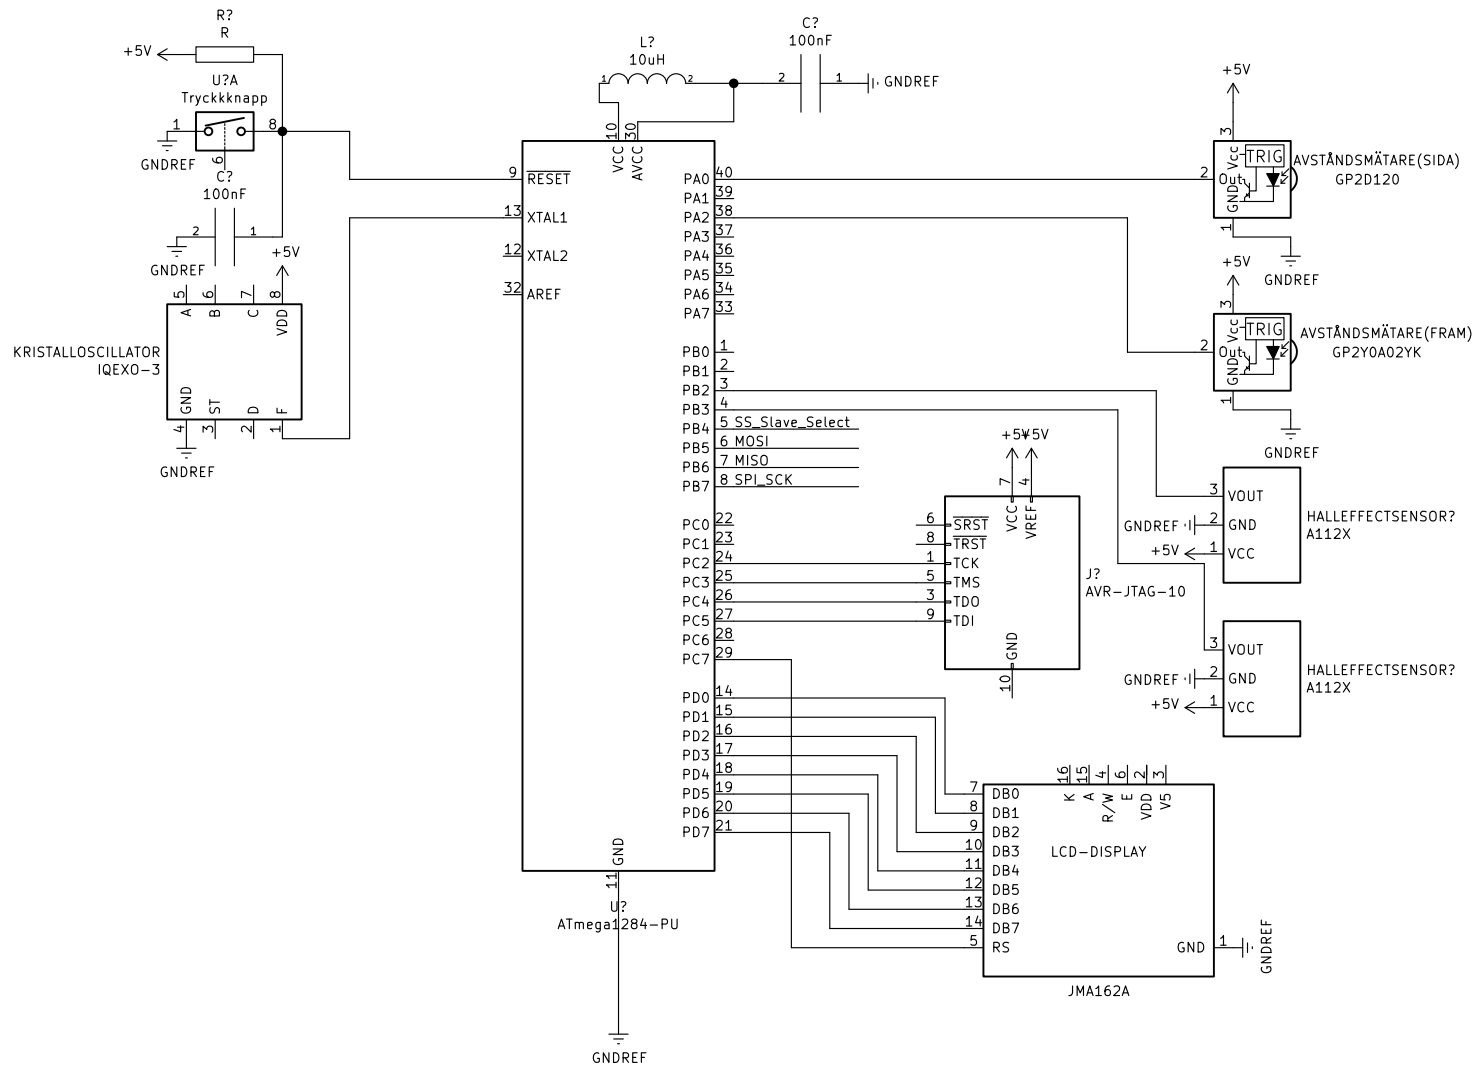 R?
R
+5V
U?A
Tryckkknapp
1
8
6
GNDREF
C?
100nF
2
1
GNDREF
+5V
5
6
7
8
A
B
C
VDD
KRISTALLOSCILLATOR
IQEXO-3
GND
ST
D
F
4
3
2
1
GNDREF
L?
10uH
1
2
C?
100nF
2
1
GNDREF
10
30
VCC
AVCC
9
RESET
13
XTAL1
12
XTAL2
32
AREF
PA0
40
PA1
39
PA2
38
PA3
37
PA4
36
PA5
35
PA6
34
PA7
33
PB0
1
PB1
2
PB2
3
PB3
4
PB4
5
SS_Slave_Select
PB5
6
MOSI
PB6
7
MISO
PB7
8
SPI_SCK
PC0
22
PC1
23
PC2
24
PC3
25
PC4
26
PC5
27
PC6
28
PC7
29
PD0
14
PD1
15
PD2
16
PD3
17
PD4
18
PD5
19
PD6
20
PD7
21
GND
11
U?
ATmega1284-PU
GNDREF
+5V
3
Vcc
TRIG
2
Out
GND
1
AVSTÅNDSMÄTARE(SIDA)
GP2D120
GNDREF
+5V
3
Vcc
TRIG
2
Out
GND
1
AVSTÅNDSMÄTARE(FRAM)
GP2Y0A02YK
GNDREF
3
VOUT
GNDREF
2
GND
+5V
1
VCC
HALLEFFECTSENSOR?
A112X
3
VOUT
GNDREF
2
GND
+5V
1
VCC
HALLEFFECTSENSOR?
A112X
+5V
+5V
7
4
VCC
VREF
6
SRST
8
TRST
1
TCK
5
TMS
3
TDO
9
TDI
GND
10
J?
AVR-JTAG-10
16
15
4
6
2
3
K
A
R/W
E
VDD
V5
7
DB0
8
DB1
9
DB2
10
DB3
11
DB4
12
DB5
13
DB6
14
DB7
5
RS
LCD-DISPLAY
GND
1
GNDREF
JMA162A